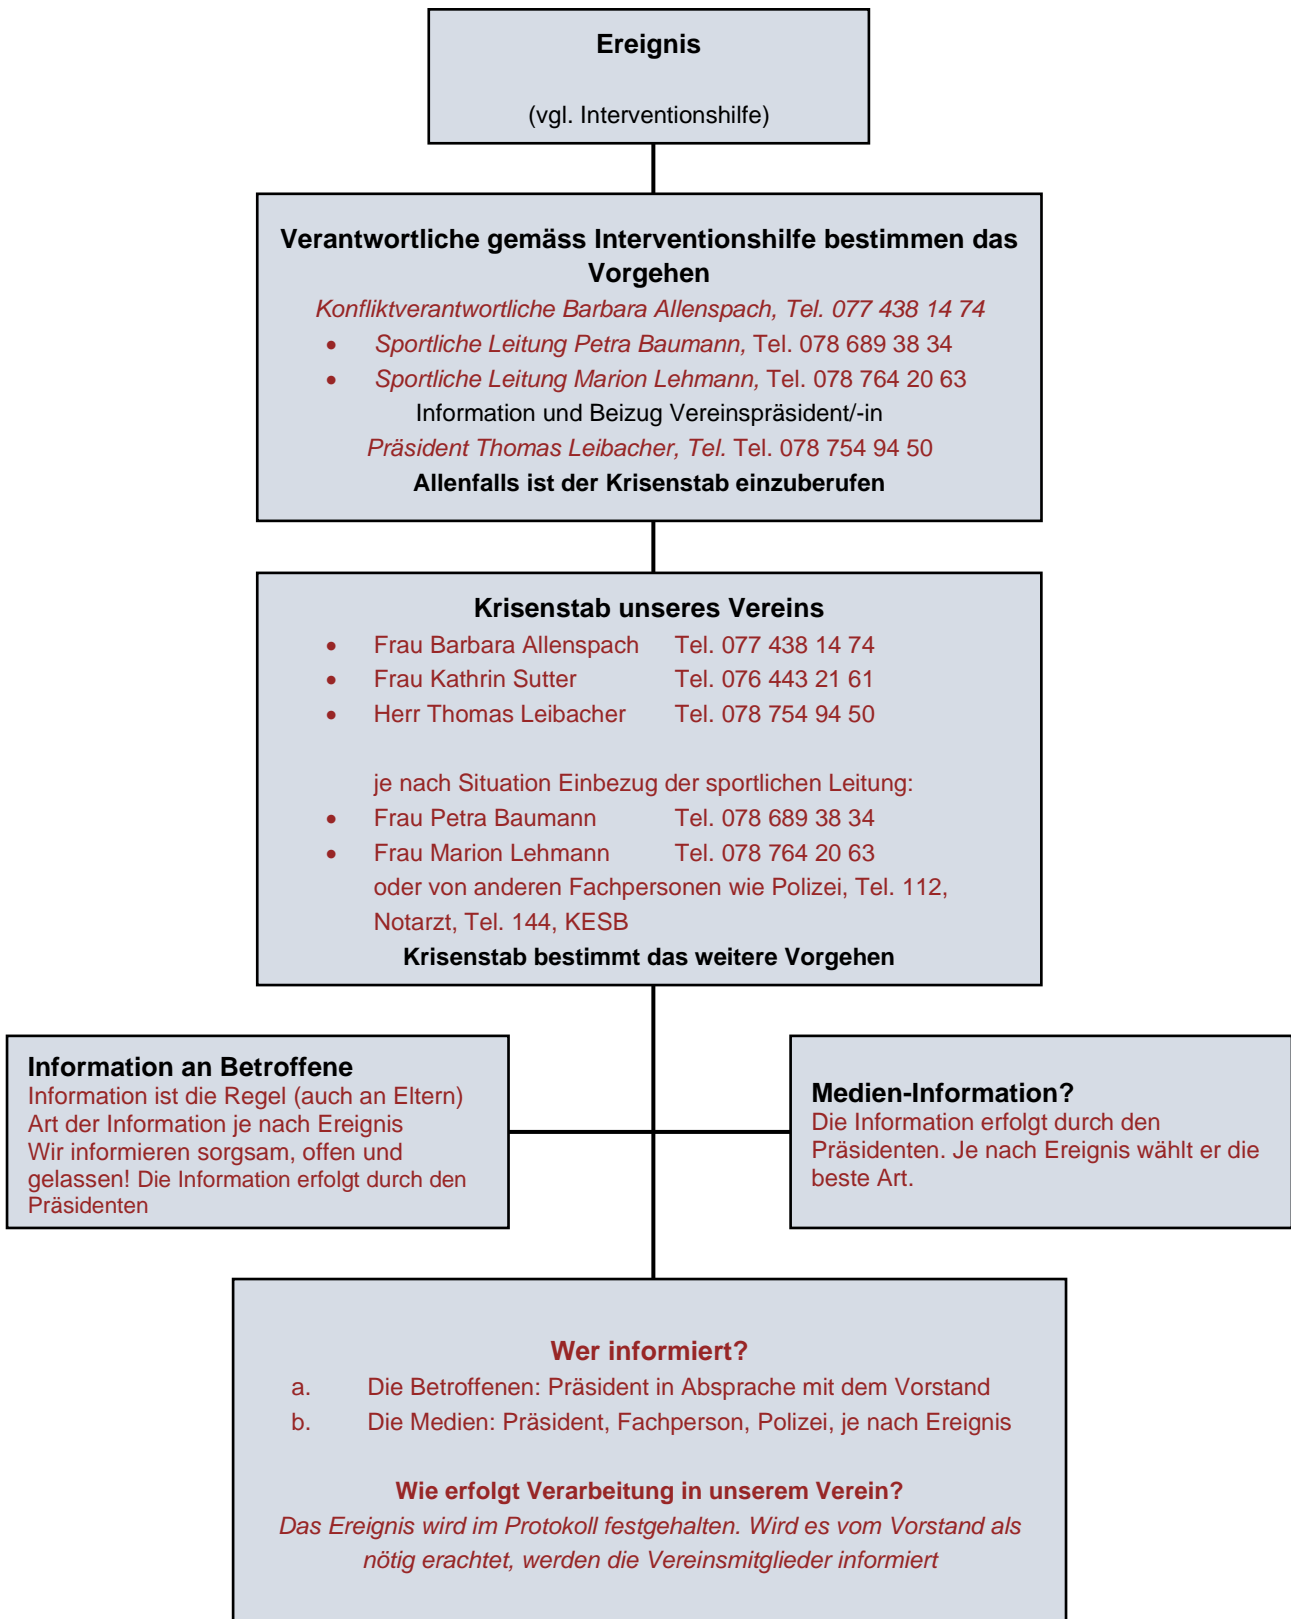 Ereignis
(vgl. Interventionshilfe)
Verantwortliche gemäss Interventionshilfe bestimmen das
Vorgehen
Konfliktverantwortliche Barbara Allenspach, Tel. 077 438 14 74
• Sportliche Leitung Petra Baumann, Tel. 078 689 38 34
• Sportliche Leitung Marion Lehmann, Tel. 078 764 20 63
Information und Beizug Vereinspräsident/-in
Präsident Thomas Leibacher, Tel. Tel. 078 754 94 50
Allenfalls ist der Krisenstab einzuberufen
Krisenstab unseres Vereins
• Frau Barbara Allenspach Tel. 077 438 14 74
• Frau Kathrin Sutter Tel. 076 443 21 61
• Herr Thomas Leibacher Tel. 078 754 94 50
je nach Situation Einbezug der sportlichen Leitung:
• Frau Petra Baumann Tel. 078 689 38 34
• Frau Marion Lehmann Tel. 078 764 20 63
oder von anderen Fachpersonen wie Polizei, Tel. 112,
Notarzt, Tel. 144, KESB
Krisenstab bestimmt das weitere Vorgehen
Information an Betroffene
Information ist die Regel (auch an Eltern)
Art der Information je nach Ereignis
Wir informieren sorgsam, offen und
gelassen! Die Information erfolgt durch den
Präsidenten
Medien-Information?
Die Information erfolgt durch den
Präsidenten. Je nach Ereignis wählt er die
beste Art.
Wer informiert?
a. Die Betroffenen: Präsident in Absprache mit dem Vorstand
b. Die Medien: Präsident, Fachperson, Polizei, je nach Ereignis
Wie erfolgt Verarbeitung in unserem Verein?
Das Ereignis wird im Protokoll festgehalten. Wird es vom Vorstand als
nötig erachtet, werden die Vereinsmitglieder informiert